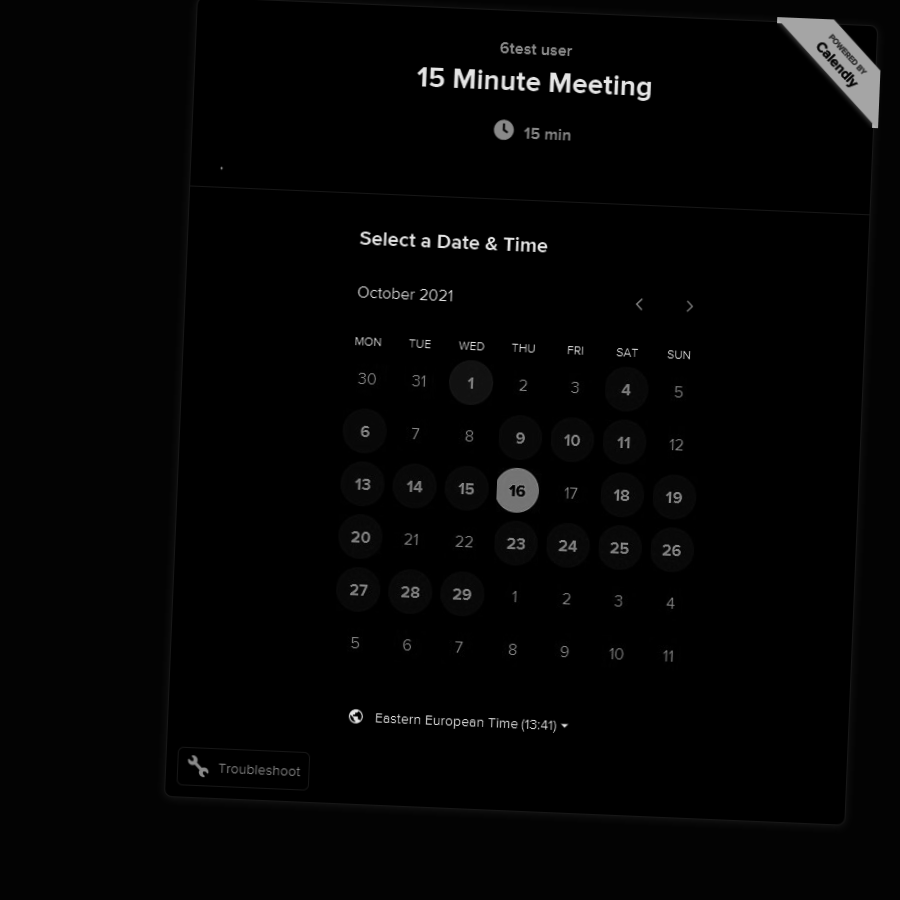 POWERED BY
Calendly
6test user
15 Minute Meeting
15 min
Select a Date & Time
October 2021
MON TUE WED THU FRI SAT SUN
30 31 1 2 3 4 5
6 7 8 9 10 11 12
13 14 15 16 17 18 19
20 21 22 23 24 25 26
27 28 29 1 2 3 4
5 6 7 8 9 10 11
Eastern European Time (13:41)
Troubleshoot